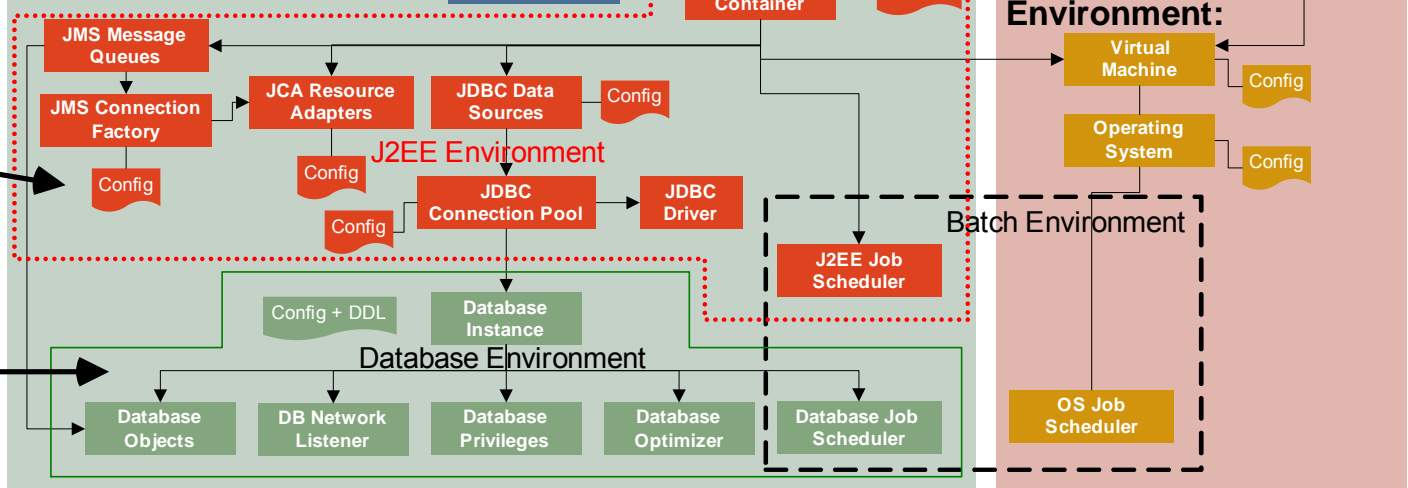 Container
Environment:
JMS Message
Queues
Virtual
Machine
Config
JMS Connection
Factory
JCA Resource
Adapters
JDBC Data
Sources
Config
Operating
System
Config
J2EE Environment
Config
Config
JDBC
Connection Pool
JDBC
Driver
Config
Batch Environment
J2EE Job
Scheduler
Config + DDL
Database
Instance
Database Environment
Database
Objects
DB Network
Listener
Database
Privileges
Database
Optimizer
Database Job
Scheduler
OS Job
Scheduler